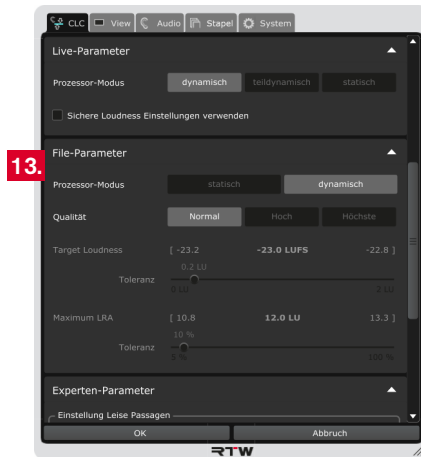 CLC View Audio Stapel System
Live-Parameter
Prozessor-Modus dynamisch teildynamisch statisch
Sichere Loudness Einstellungen verwenden
13.
File-Parameter
Prozessor-Modus statisch dynamisch
Qualität Normal Hoch Höchste
Target Loudness [ -23.2 -23.0 LUFS -22.8 ]
0.2 LU
Toleranz
0 LU 2 LU
Maximum LRA [ 10.8 12.0 LU 13.3 ]
10 %
Toleranz
5 % 100 %
Experten-Parameter
Einstellung Leise Passagen
OK Abbruch
RTW